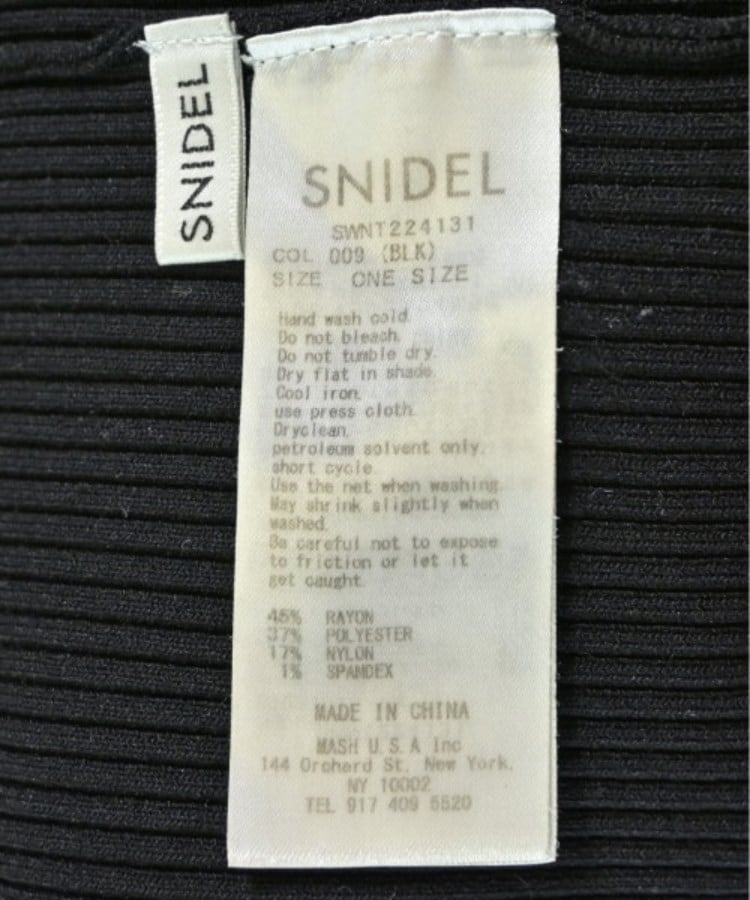 SNIDEL
SNIDEL
SWNT224131
COL 009 (BLK)
SIZE ONE SIZE
Hand wash cold.
Do not bleach.
Do not tumble dry.
Dry flat in shade.
Cool iron.
use press cloth.
Dryclean.
petroleum solvent only.
short cycle.
Use the net when washing.
May shrink slightly when
washed.
Be careful not to expose
to friction or let it
get caught.
45% RAYON
37% POLYESTER
17% NYLON
1% SPANDEX
MADE IN CHINA
MASH U.S.A Inc
144 Orchard St, New York,
NY 10002
TEL 917 409 5520